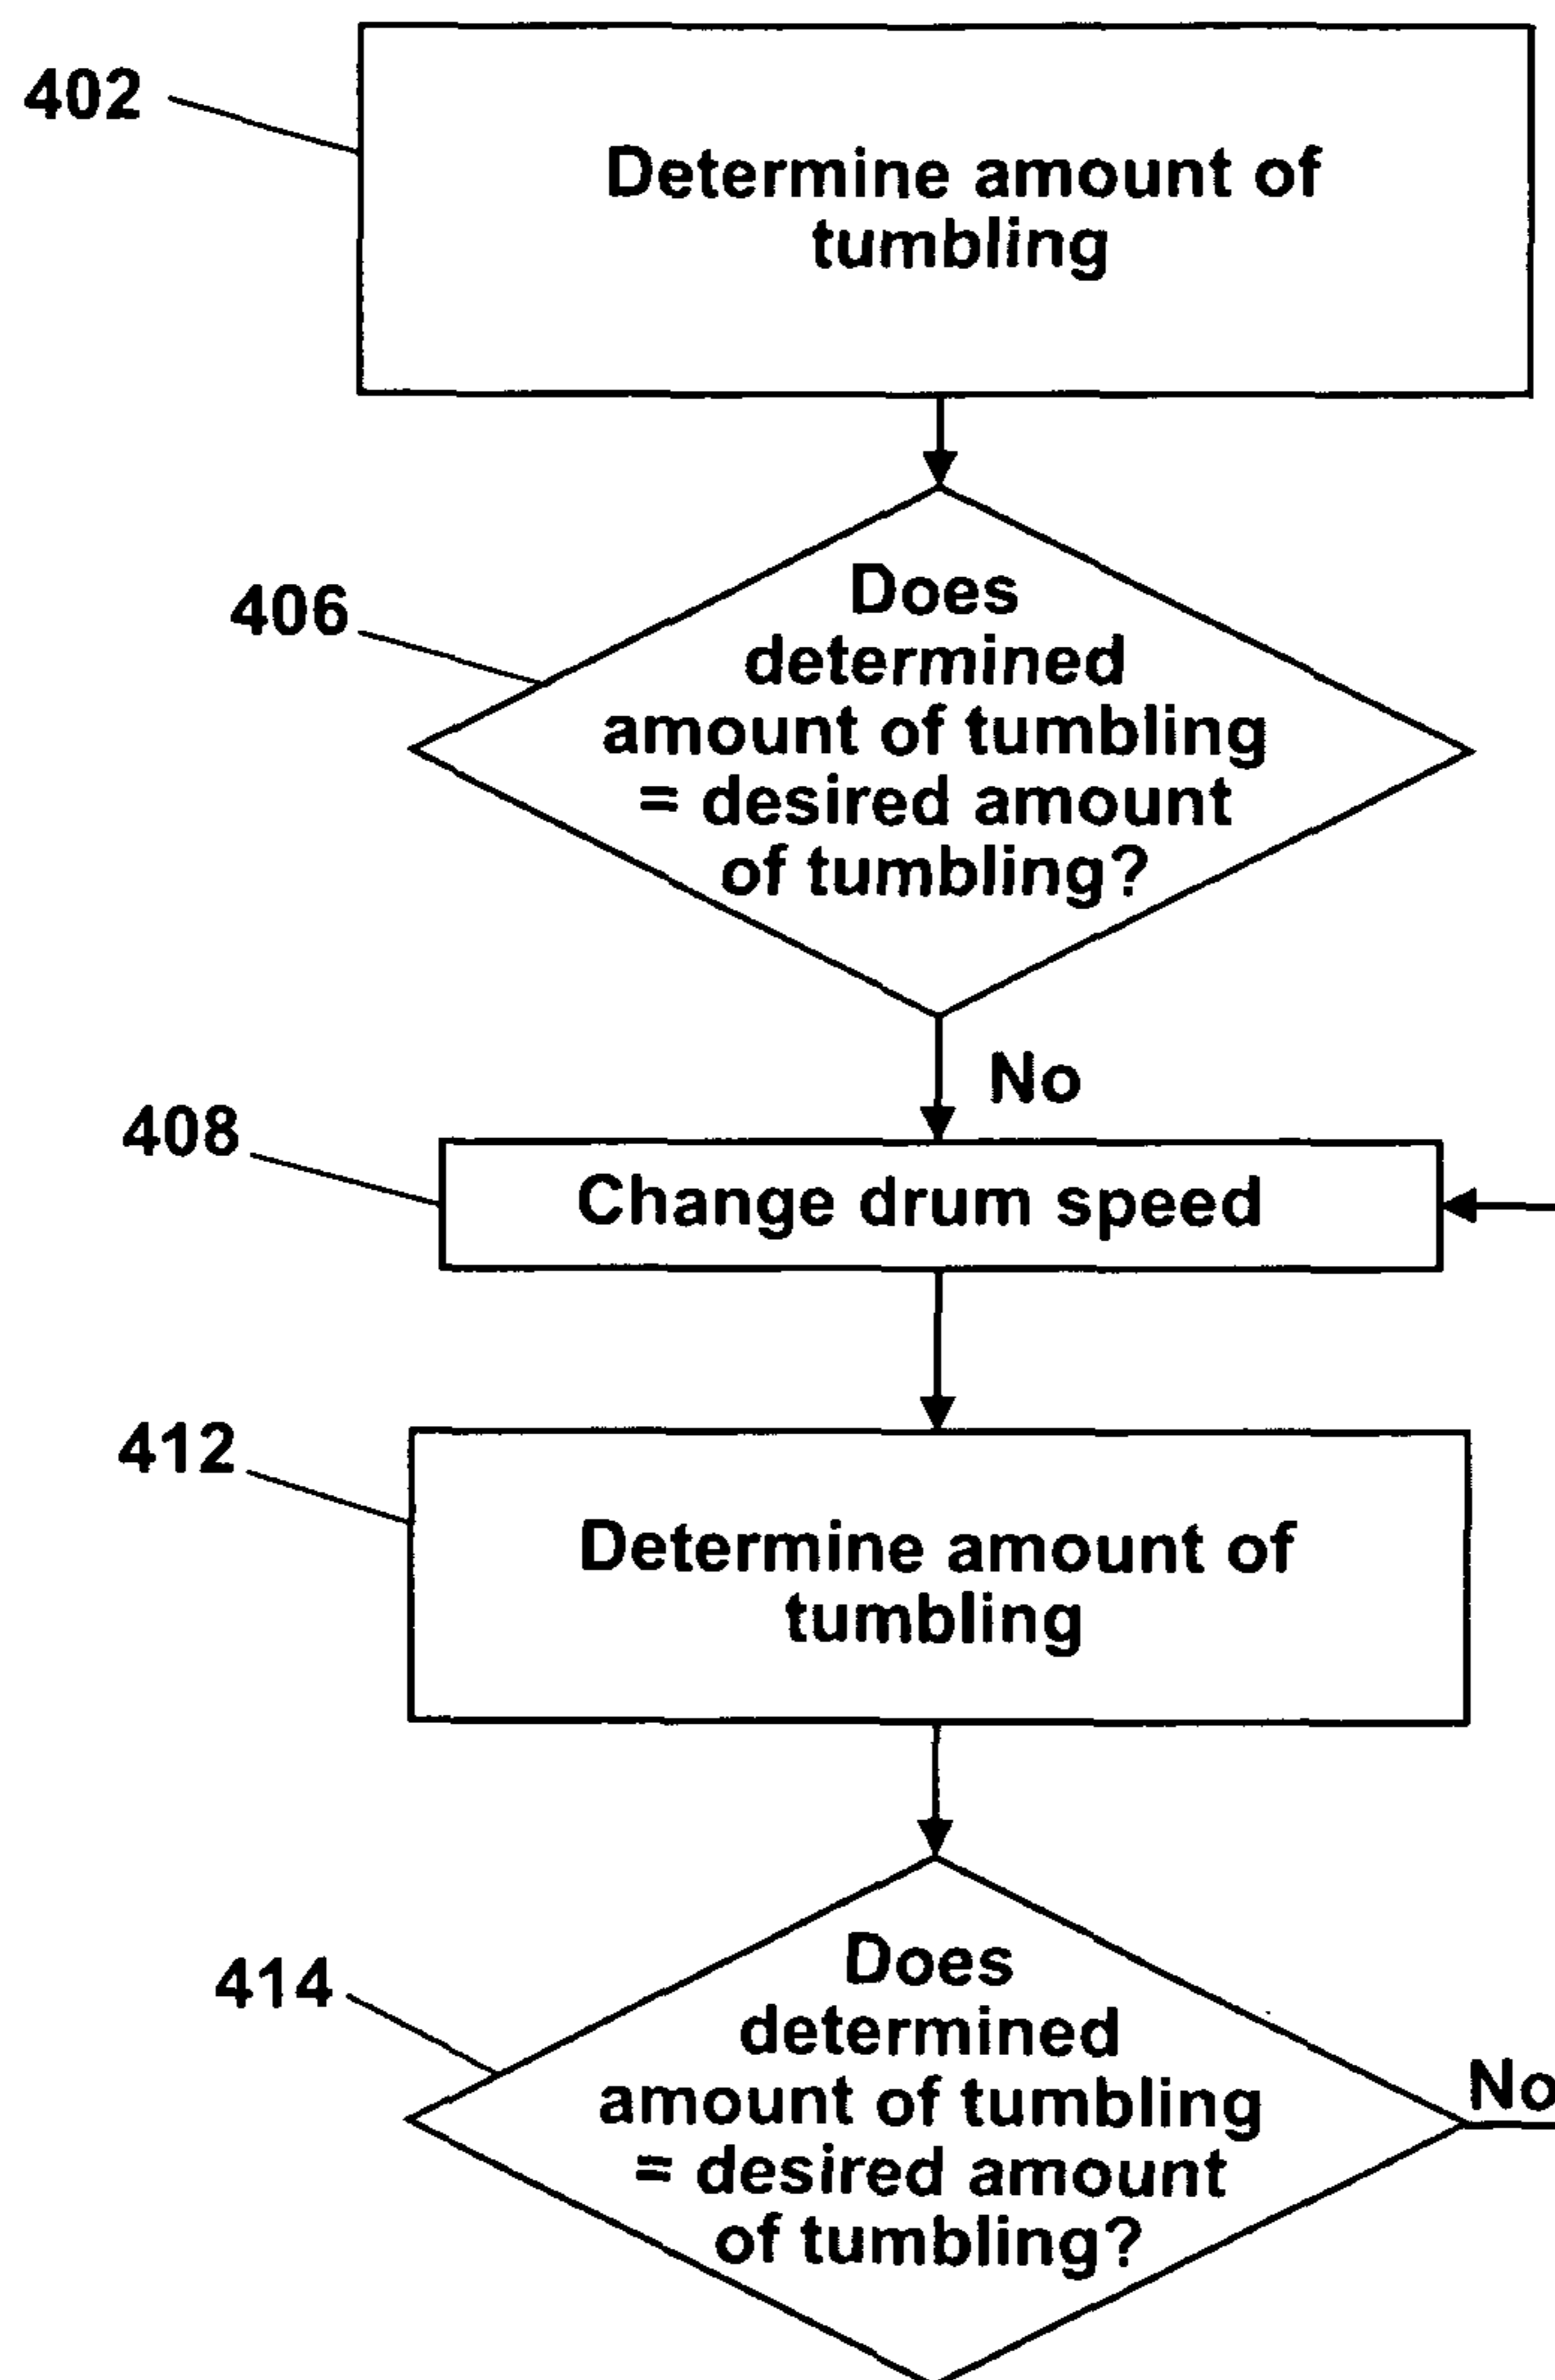 402
Determine amount of
tumbling
406
Does
determined
amount of tumbling
= desired amount
of tumbling?
No
408
Change drum speed
412
Determine amount of
tumbling
414
Does
determined
amount of tumbling
= desired amount
of tumbling?
No